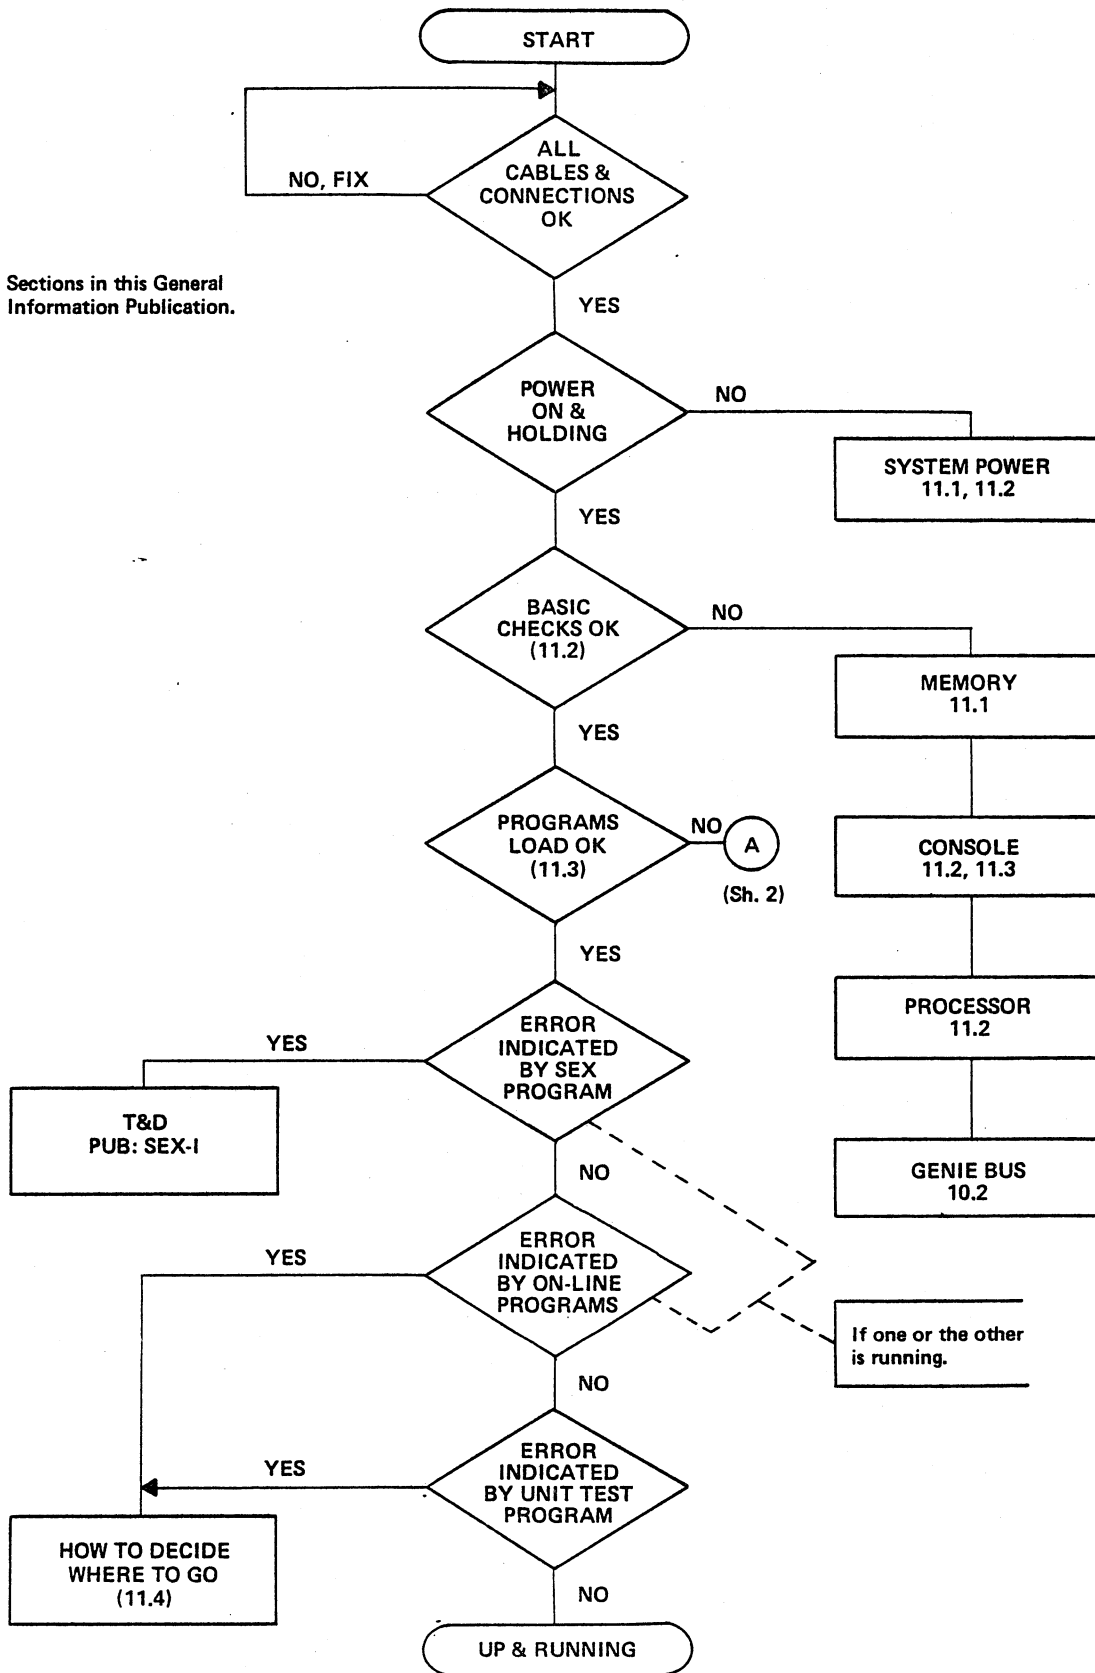 START
ALL
CABLES &
CONNECTIONS
OK
NO, FIX
Sections in this General
Information Publication.
YES
POWER
ON &
HOLDING
NO
SYSTEM POWER
11.1, 11.2
YES
BASIC
CHECKS OK
(11.2)
NO
MEMORY
11.1
YES
PROGRAMS
LOAD OK
(11.3)
NO
A
(Sh. 2)
CONSOLE
11.2, 11.3
YES
ERROR
INDICATED
BY SEX
PROGRAM
YES
T&D
PUB: SEX-I
PROCESSOR
11.2
NO
GENIE BUS
10.2
ERROR
INDICATED
BY ON-LINE
PROGRAMS
YES
If one or the other
is running.
NO
ERROR
INDICATED
BY UNIT TEST
PROGRAM
YES
HOW TO DECIDE
WHERE TO GO
(11.4)
NO
UP & RUNNING